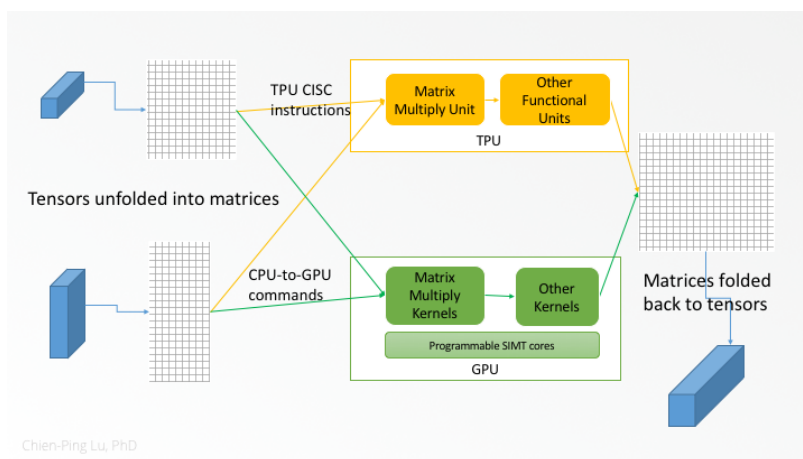 TPU CISC
instructions
Matrix
Multiply Unit
Other
Functional
Units
TPU
Tensors unfolded into matrices
CPU-to-GPU
commands
Matrix
Multiply
Kernels
Other
Kernels
Programmable SIMT cores
GPU
Matrices folded
back to tensors
Chien-Ping Lu, PhD